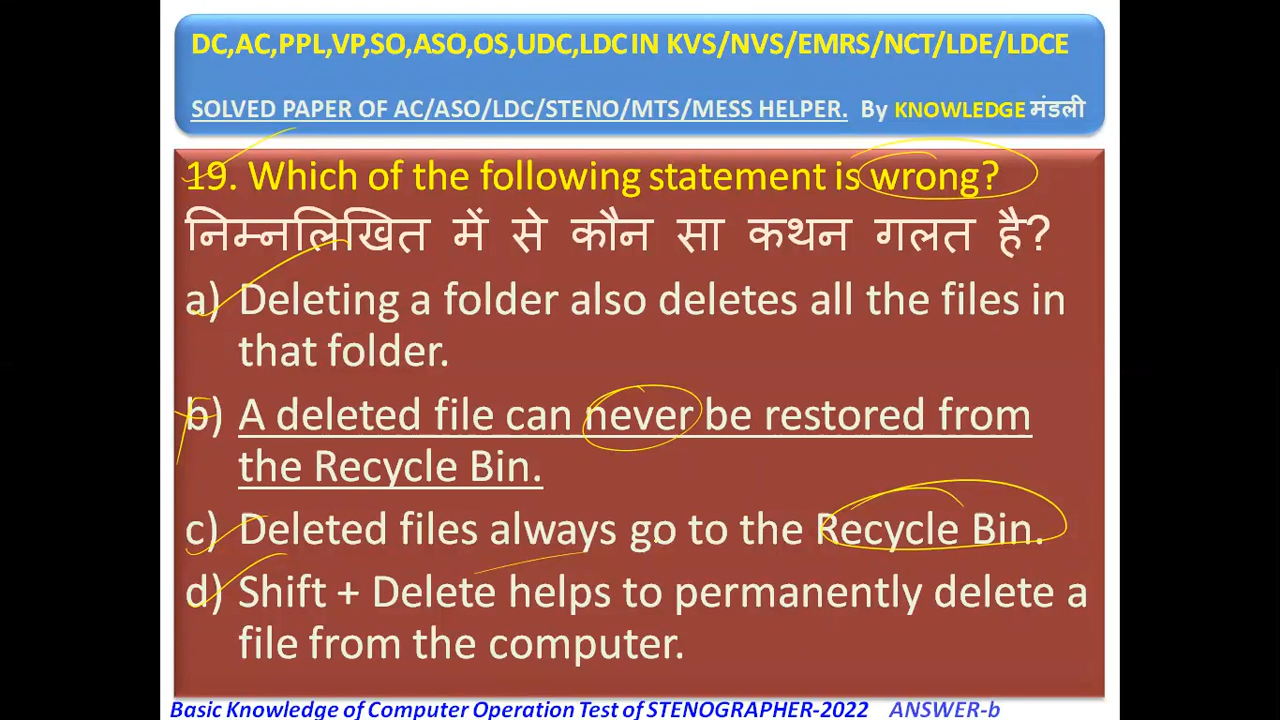 DC,AC,PPL,VP,SO,ASO,OS,UDC,LDC IN KVS/NVS/EMRS/NCT/LDE/LDCE
SOLVED PAPER OF AC/ASO/LDC/STENO/MTS/MESS HELPER. By KNOWLEDGE मंडली
19. Which of the following statement is wrong?
निम्नलिखित में से कौन सा कथन गलत है?
a) Deleting a folder also deletes all the files in
that folder.
b) A deleted file can never be restored from
the Recycle Bin.
c) Deleted files always go to the Recycle Bin.
d) Shift + Delete helps to permanently delete a
file from the computer.
Basic Knowledge of Computer Operation Test of STENOGRAPHER-2022 ANSWER-b